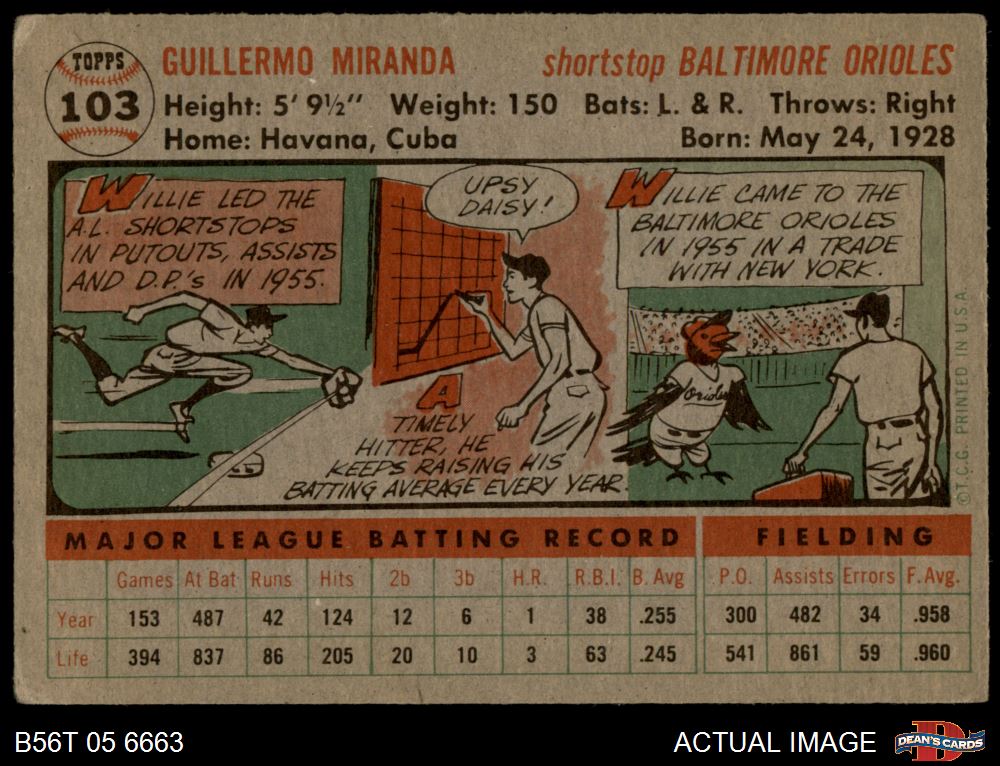 TOPPS
103
GUILLERMO MIRANDA
shortstop BALTIMORE ORIOLES
Height: 5' 9½" Weight: 150 Bats: L. & R. Throws: Right
Home: Havana, Cuba
Born: May 24, 1928
WILLIE LED THE
A.L. SHORTSTOPS
IN PUTOUTS, ASSISTS
AND D.P.'s IN 1955.
UPSY
DAISY!
A
TIMELY
HITTER, HE
KEEPS RAISING HIS
BATTING AVERAGE EVERY YEAR.
WILLIE CAME TO THE
BALTIMORE ORIOLES
IN 1955 IN A TRADE
WITH NEW YORK.
Orioles
©T.C.G. PRINTED IN U.S.A.
MAJOR LEAGUE BATTING RECORD
FIELDING
Games At Bat Runs Hits 2b 3b H.R. R.B.I. B. Avg P.O. Assists Errors F. Avg.
Year 153 487 42 124 12 6 1 38 .255 300 482 34 .958
Life 394 837 86 205 20 10 3 63 .245 541 861 59 .960
B56T 05 6663
ACTUAL IMAGE
DEAN'S CARDS